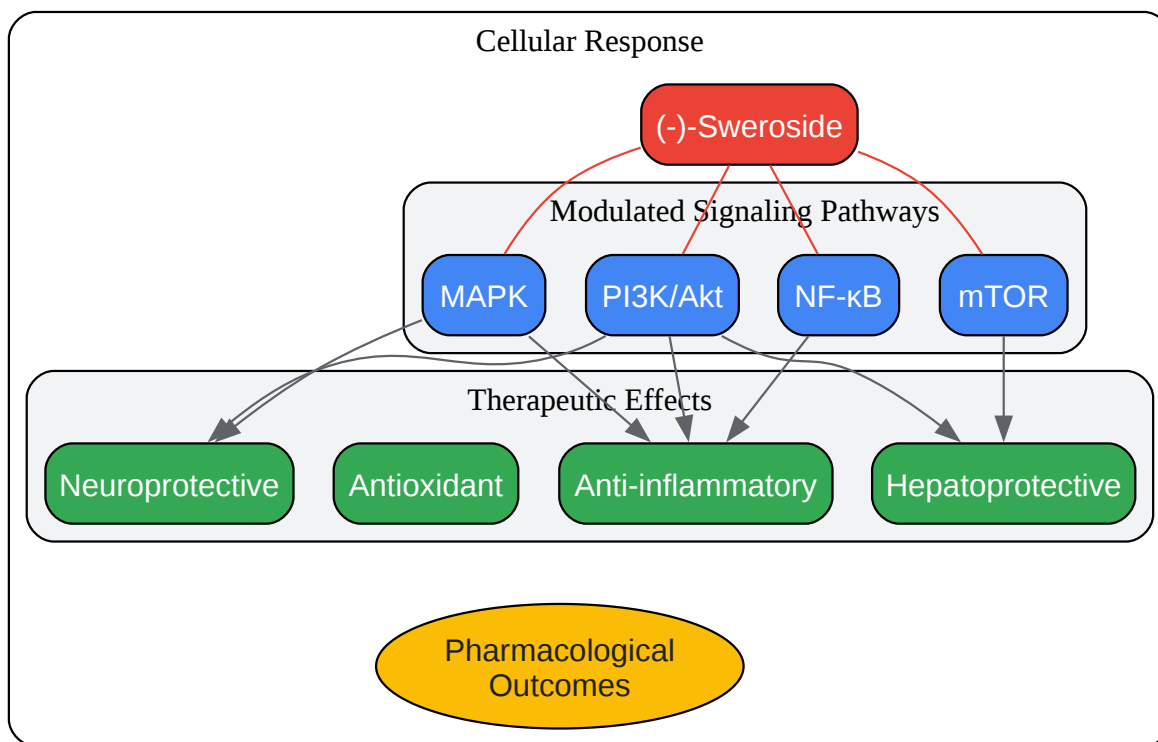 Cellular Response
(-)-Sweroside
Modulated Signaling Pathways
MAPK
PI3K/Akt
NF-κB
mTOR
Therapeutic Effects
Neuroprotective
Antioxidant
Anti-inflammatory
Hepatoprotective
Pharmacological
Outcomes